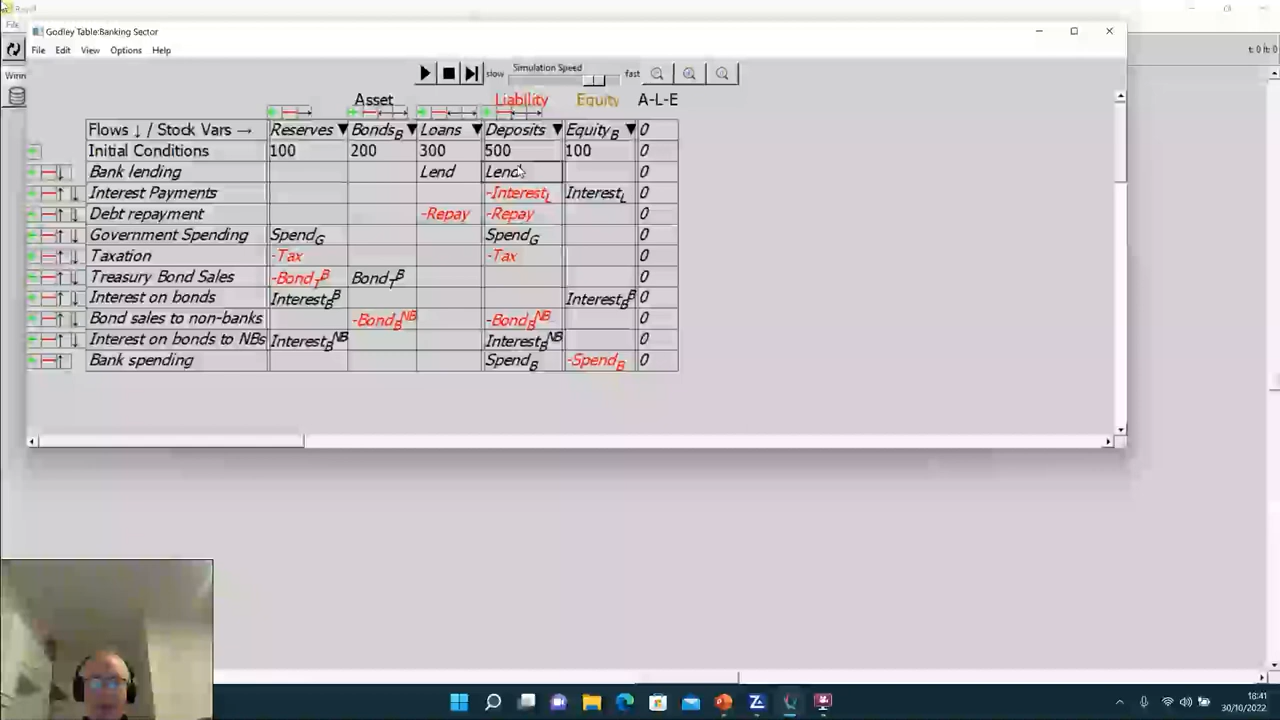 File
Godley Table:Banking Sector
File Edit View Options Help
slow Simulation Speed fast
Asset Liability Equity A-L-E
Flows ↓ / Stock Vars → Reserves ▼ Bonds_B ▼ Loans ▼ Deposits ▼ Equity_B ▼ 0
Initial Conditions 100 200 300 500 100 0
Bank lending Lend Lend 0
Interest Payments -Interest_L Interest_L 0
Debt repayment -Repay -Repay 0
Government Spending Spend_G Spend_G 0
Taxation -Tax -Tax 0
Treasury Bond Sales -Bond_T^B Bond_T^B 0
Interest on bonds Interest_B^B Interest_B^B 0
Bond sales to non-banks -Bond_B^NB -Bond_B^NB 0
Interest on bonds to NBs Interest_B^NB Interest_B^NB 0
Bank spending Spend_B -Spend_B 0
16:41
30/10/2022